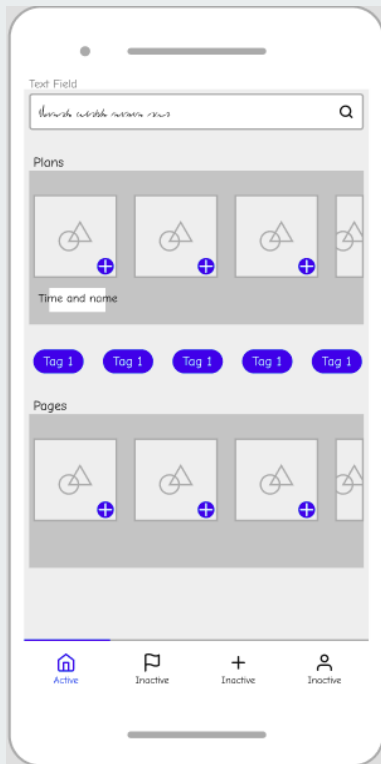 Text Field
Plans
Time and name
Tag 1 Tag 1 Tag 1 Tag 1 Tag 1
Pages
Active Inactive Inactive Inactive